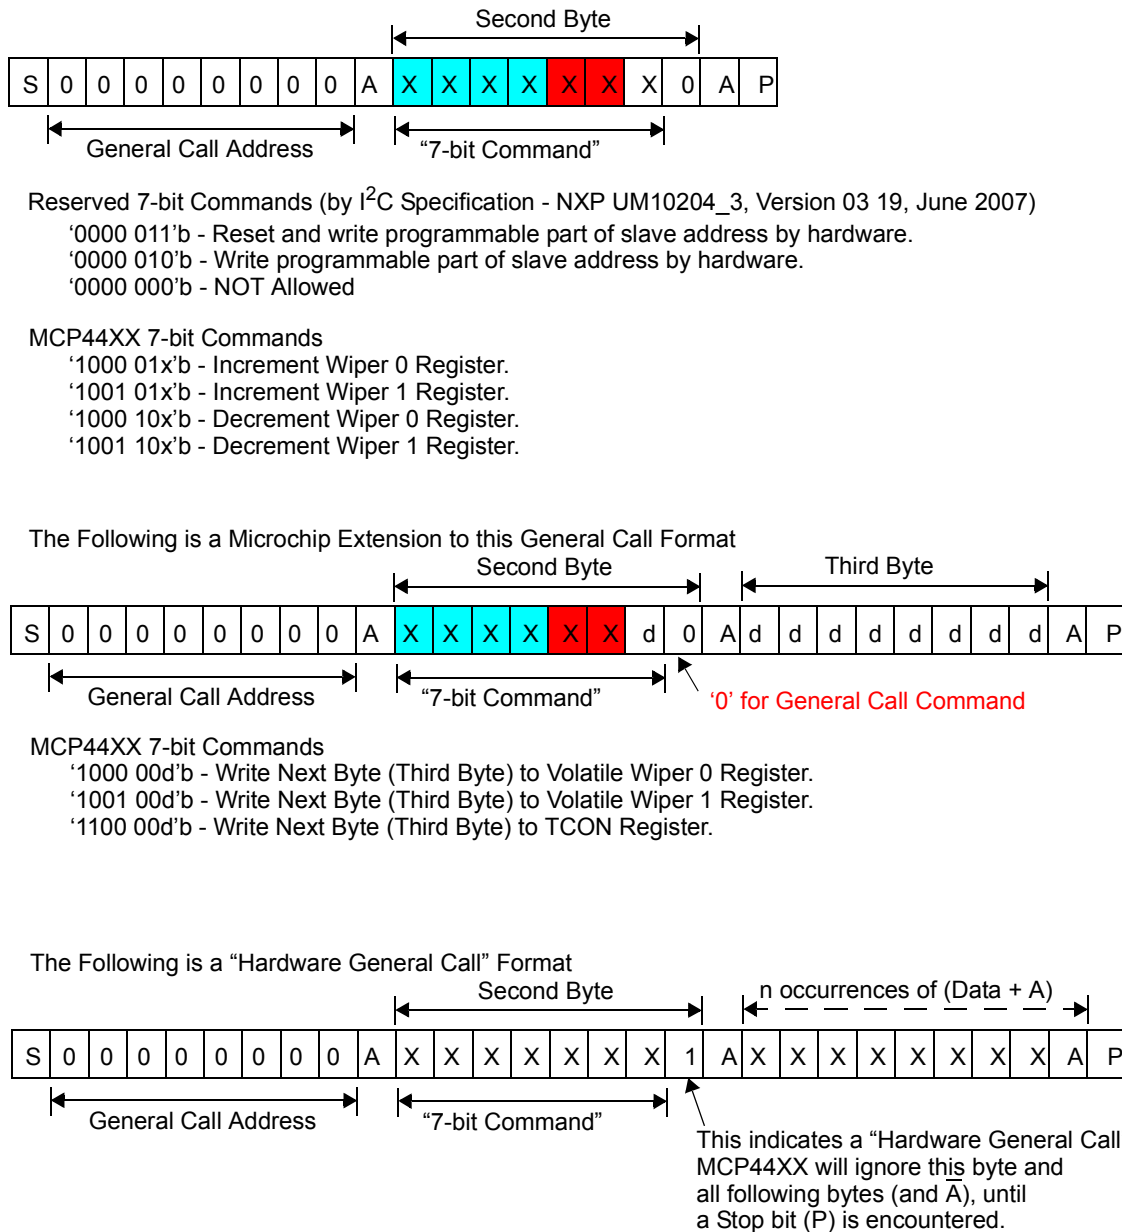 Second Byte
S 0 0 0 0 0 0 0 0 A X X X X X X X 0 A P
General Call Address “7-bit Command”
Reserved 7-bit Commands (by I2C Specification - NXP UM10204_3, Version 03 19, June 2007)
‘0000 011’b - Reset and write programmable part of slave address by hardware.
‘0000 010’b - Write programmable part of slave address by hardware.
‘0000 000’b - NOT Allowed
MCP44XX 7-bit Commands
‘1000 01x’b - Increment Wiper 0 Register.
‘1001 01x’b - Increment Wiper 1 Register.
‘1000 10x’b - Decrement Wiper 0 Register.
‘1001 10x’b - Decrement Wiper 1 Register.
The Following is a Microchip Extension to this General Call Format
Second Byte Third Byte
S 0 0 0 0 0 0 0 0 A X X X X X X d 0 A d d d d d d d d A P
General Call Address “7-bit Command” ‘0’ for General Call Command
MCP44XX 7-bit Commands
‘1000 00d’b - Write Next Byte (Third Byte) to Volatile Wiper 0 Register.
‘1001 00d’b - Write Next Byte (Third Byte) to Volatile Wiper 1 Register.
‘1100 00d’b - Write Next Byte (Third Byte) to TCON Register.
The Following is a “Hardware General Call” Format
Second Byte n occurrences of (Data + A)
S 0 0 0 0 0 0 0 0 A X X X X X X X 1 A X X X X X X X X A P
General Call Address “7-bit Command”
This indicates a “Hardware General Call
MCP44XX will ignore this byte and
all following bytes (and A̅), until
a Stop bit (P) is encountered.